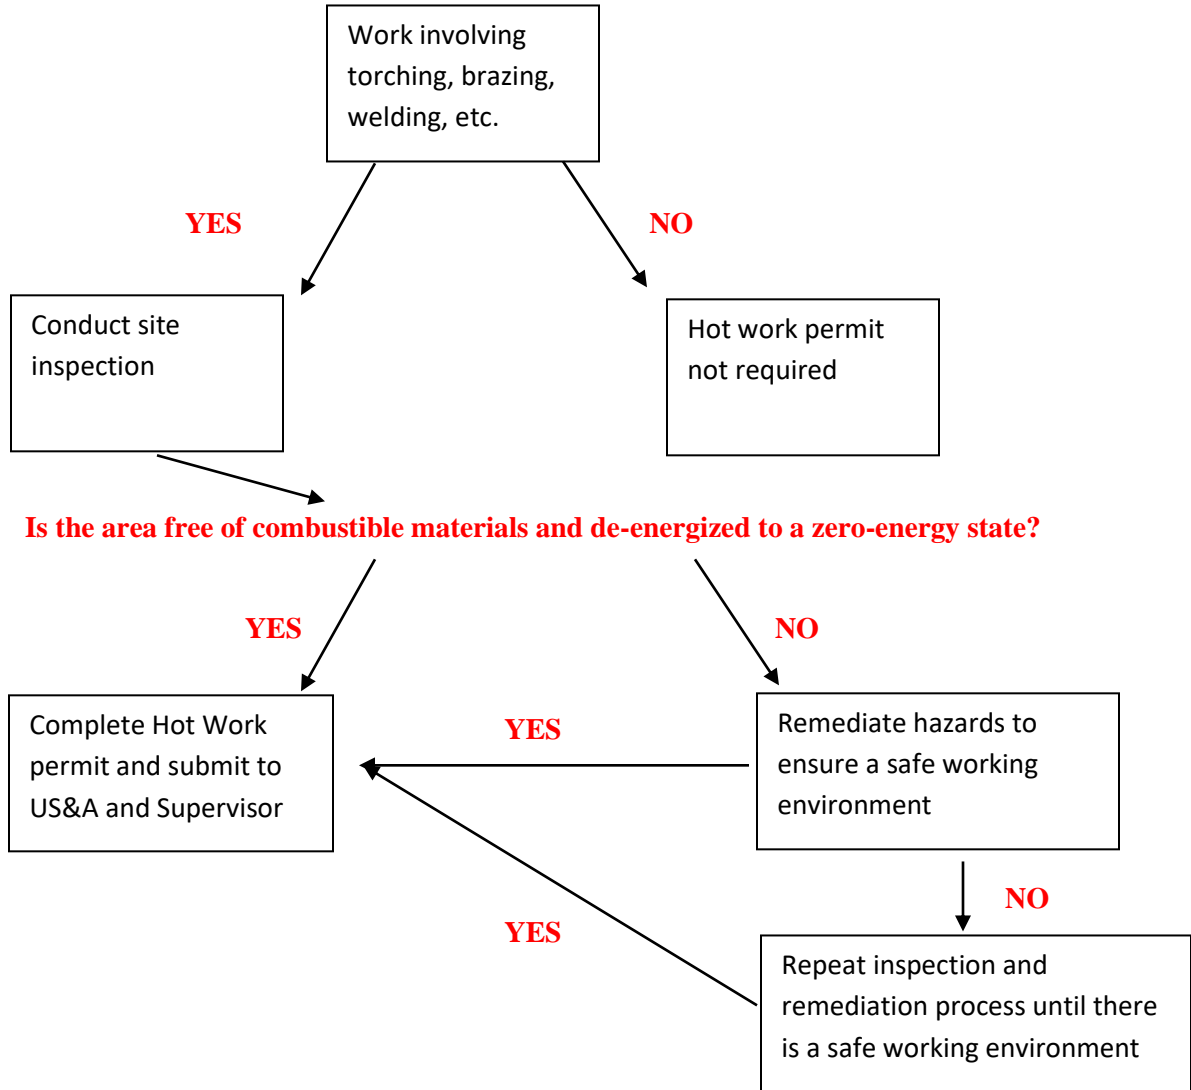 Work involving
torching, brazing,
welding, etc.
YES
NO
Conduct site
inspection
Hot work permit
not required
Is the area free of combustible materials and de-energized to a zero-energy state?
YES
NO
Complete Hot Work
permit and submit to
US&A and Supervisor
YES
Remediate hazards to
ensure a safe working
environment
NO
YES
Repeat inspection and
remediation process until there
is a safe working environment